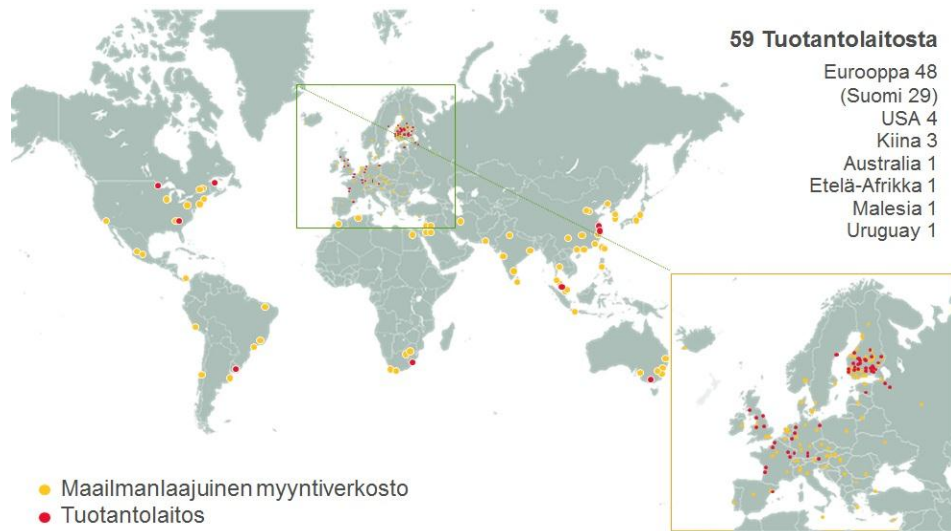 59 Tuotantolaitosta
Eurooppa 48
(Suomi 29)
USA 4
Kiina 3
Australia 1
Etelä-Afrikka 1
Malesia 1
Uruguay 1
Maailmanlaajuinen myyntiverkosto
Tuotantolaitos